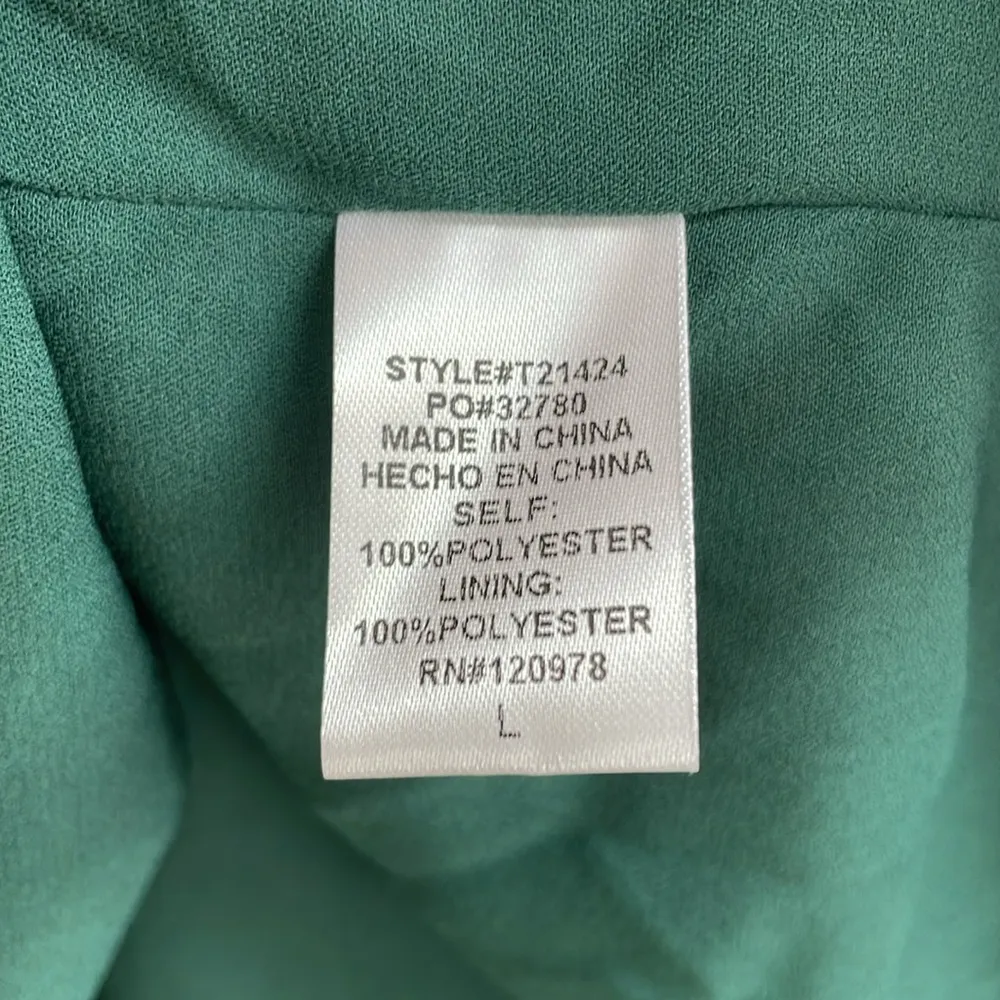 STYLE#T21424
PO#32780
MADE IN CHINA
HECHO EN CHINA
SELF:
100%POLYESTER
LINING:
100%POLYESTER
RN#120978
L